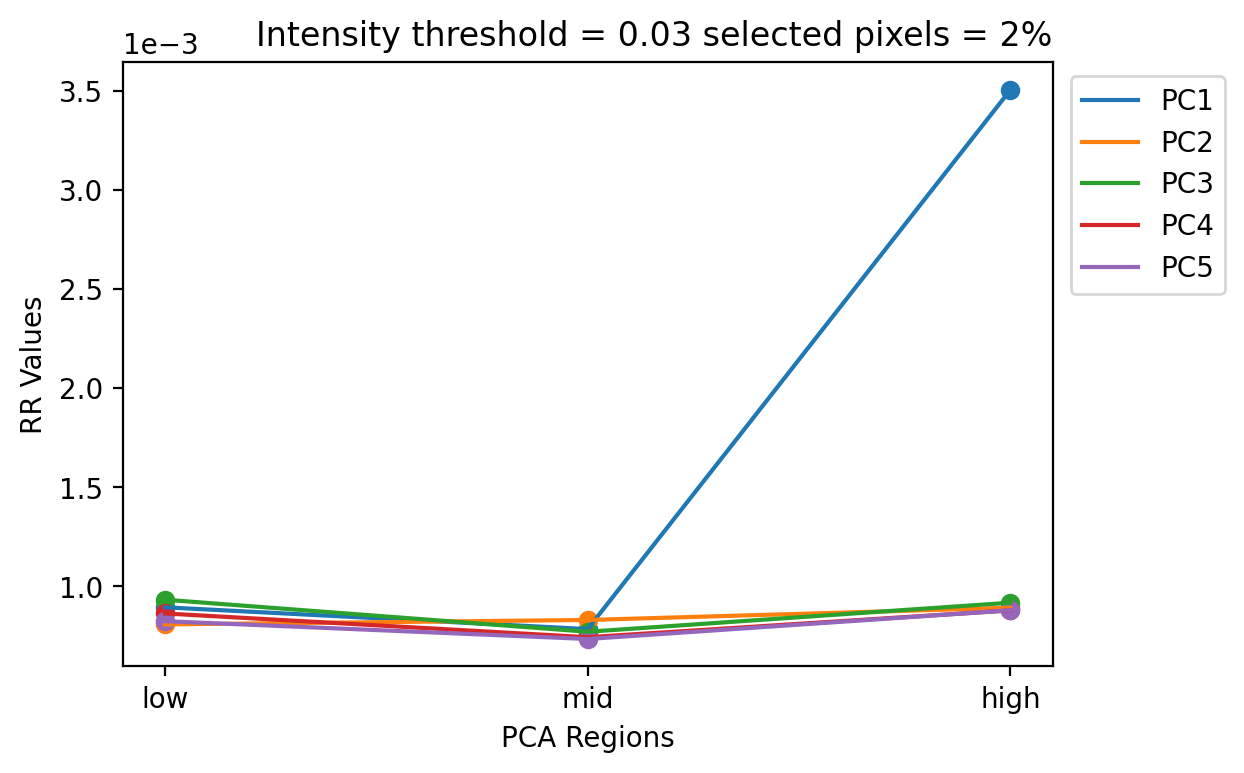 Intensity threshold = 0.03 selected pixels = 2%
1e−3
3.5
3.0
2.5
2.0
1.5
1.0
RR Values
low
mid
high
PCA Regions
PC1
PC2
PC3
PC4
PC5